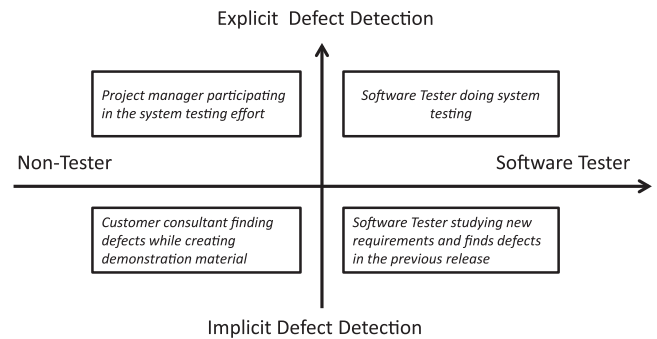 Explicit Defect Detection
Project manager participating
in the system testing effort
Software Tester doing system
testing
Non-Tester
Software Tester
Customer consultant finding
defects while creating
demonstration material
Software Tester studying new
requirements and finds defects
in the previous release
Implicit Defect Detection